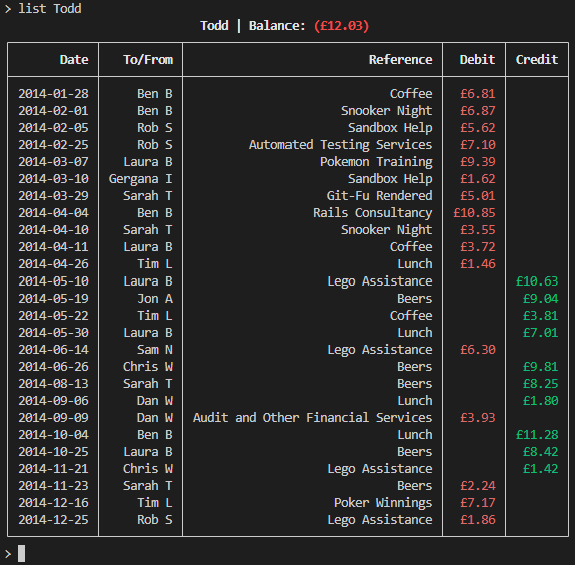 > list Todd
Todd | Balance: (£12.03)
Date To/From Reference Debit Credit
2014-01-28 Ben B Coffee £6.81
2014-02-01 Ben B Snooker Night £6.87
2014-02-05 Rob S Sandbox Help £5.62
2014-02-25 Rob S Automated Testing Services £7.10
2014-03-07 Laura B Pokemon Training £9.39
2014-03-10 Gergana I Sandbox Help £1.62
2014-03-29 Sarah T Git-Fu Rendered £5.01
2014-04-04 Ben B Rails Consultancy £10.85
2014-04-10 Sarah T Snooker Night £3.55
2014-04-11 Laura B Coffee £3.72
2014-04-26 Tim L Lunch £1.46
2014-05-10 Laura B Lego Assistance £10.63
2014-05-19 Jon A Beers £9.04
2014-05-22 Tim L Coffee £3.81
2014-05-30 Laura B Lunch £7.01
2014-06-14 Sam N Lego Assistance £6.30
2014-06-26 Chris W Beers £9.81
2014-08-13 Sarah T Beers £8.25
2014-09-06 Dan W Lunch £1.80
2014-09-09 Dan W Audit and Other Financial Services £3.93
2014-10-04 Ben B Lunch £11.28
2014-10-25 Laura B Beers £8.42
2014-11-21 Chris W Lego Assistance £1.42
2014-11-23 Sarah T Beers £2.24
2014-12-16 Tim L Poker Winnings £7.17
2014-12-25 Rob S Lego Assistance £1.86
>